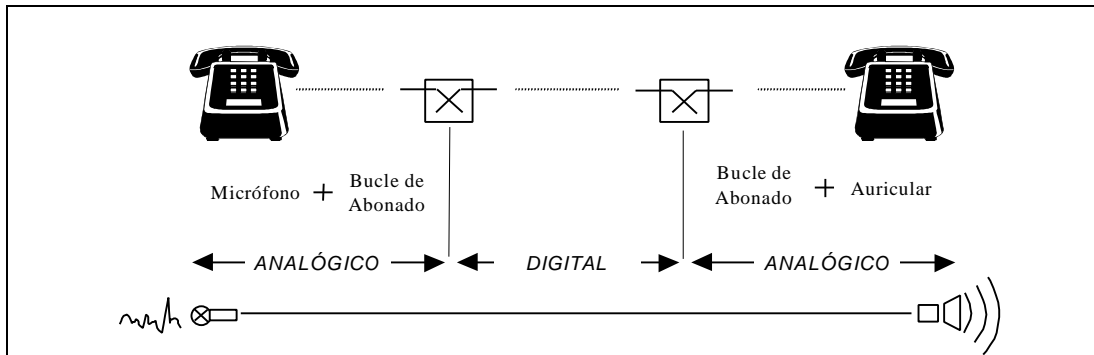 Micrófono + Bucle de Abonado
Bucle de Abonado + Auricular
ANALÓGICO DIGITAL ANALÓGICO